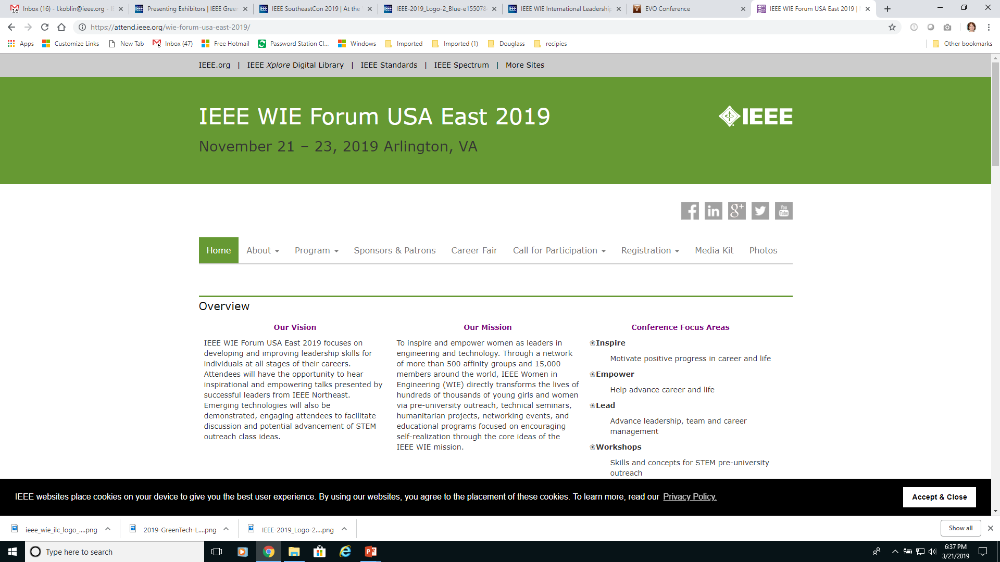 Inbox (16) - l.koblin@ieee.org - I
Presenting Exhibitors | IEEE Gree
IEEE SoutheastCon 2019 | At the
IEEE-2019_Logo-2_Blue-e155078
IEEE WIE International Leadership
EVO Conference
IEEE WIE Forum USA East 2019 |
https://attend.ieee.org/wie-forum-usa-east-2019/
Apps
Customize Links
New Tab
Inbox (47)
Free Hotmail
Password Station Cl...
Windows
Imported
Imported (1)
Douglass
recipies
Other bookmarks
IEEE.org | IEEE Xplore Digital Library | IEEE Standards | IEEE Spectrum | More Sites
IEEE WIE Forum USA East 2019
IEEE
November 21 – 23, 2019 Arlington, VA
Home About Program Sponsors & Patrons Career Fair Call for Participation Registration Media Kit Photos
Overview
Our Vision
IEEE WIE Forum USA East 2019 focuses on
developing and improving leadership skills for
individuals at all stages of their careers.
Attendees will have the opportunity to hear
inspirational and empowering talks presented by
successful leaders from IEEE Northeast.
Emerging technologies will also be
demonstrated, engaging attendees to facilitate
discussion and potential advancement of STEM
outreach class ideas.
Our Mission
To inspire and empower women as leaders in
engineering and technology. Through a network
of more than 500 affinity groups and 15,000
members around the world, IEEE Women in
Engineering (WIE) directly transforms the lives of
hundreds of thousands of young girls and women
via pre-university outreach, technical seminars,
humanitarian projects, networking events, and
educational programs focused on encouraging
self-realization through the core ideas of the
IEEE WIE mission.
Conference Focus Areas
Inspire
Motivate positive progress in career and life
Empower
Help advance career and life
Lead
Advance leadership, team and career
management
Workshops
Skills and concepts for STEM pre-university
outreach
IEEE websites place cookies on your device to give you the best user experience. By using our websites, you agree to the placement of these cookies. To learn more, read our Privacy Policy.
Accept & Close
ieee_wie_ilc_logo_....png
2019-GreenTech-L....png
IEEE-2019_Logo-2....png
Show all
Type here to search
6:37 PM
3/21/2019